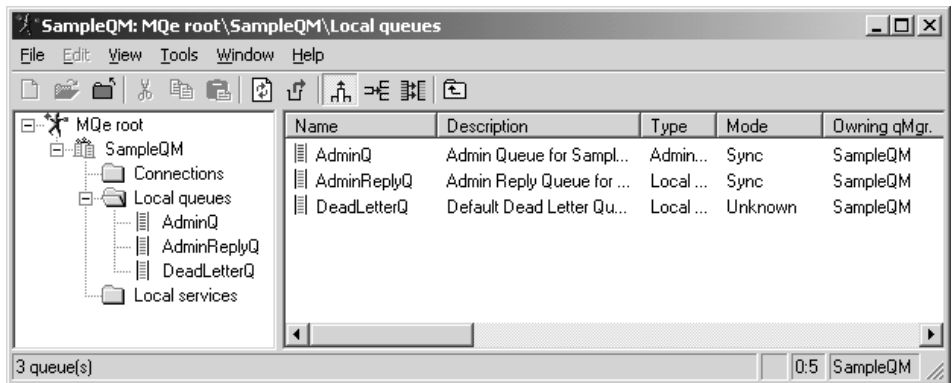 SampleQM: MQe root\SampleQM\Local queues
File Edit View Tools Window Help
MQe root
SampleQM
Connections
Local queues
AdminQ
AdminReplyQ
DeadLetterQ
Local services
Name Description Type Mode Owning qMgr.
AdminQ Admin Queue for Sampl... Admin... Sync SampleQM
AdminReplyQ Admin Reply Queue for ... Local ... Sync SampleQM
DeadLetterQ Default Dead Letter Qu... Local ... Unknown SampleQM
3 queue(s) 0:5 SampleQM